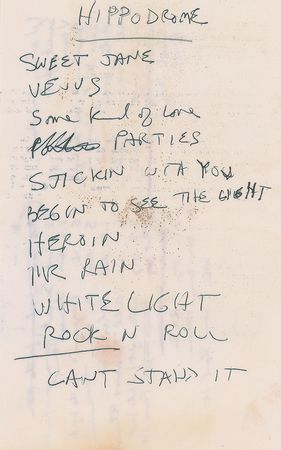 HIPPODROME
SWEET JANE
VENUS
Some Kind of Love
PARTIES
STICKIN WITH YOU
BEGIN TO SEE THE LIGHT
HEROIN
MR RAIN
WHITE LIGHT
ROCK N ROLL
CANT STAND IT